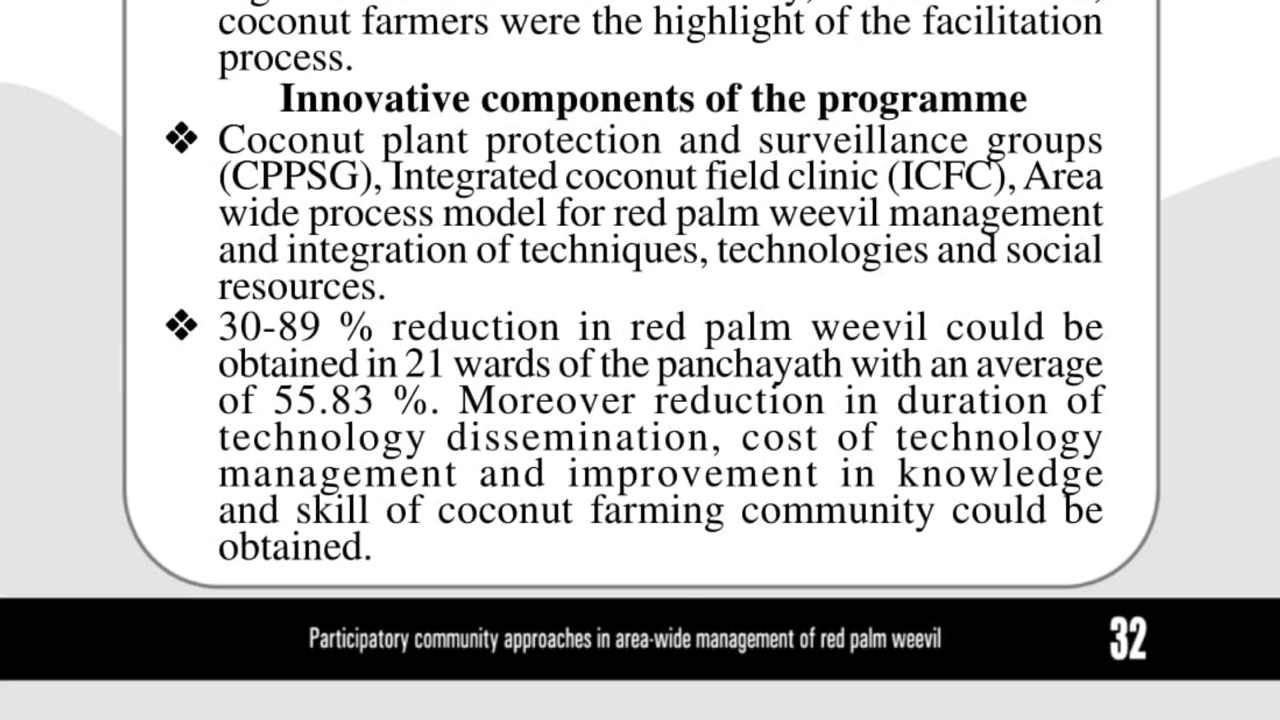 coconut farmers were the highlight of the facilitation
process.
Innovative components of the programme
❖ Coconut plant protection and surveillance groups
(CPPSG), Integrated coconut field clinic (ICFC), Area
wide process model for red palm weevil management
and integration of techniques, technologies and social
resources.
❖ 30-89 % reduction in red palm weevil could be
obtained in 21 wards of the panchayath with an average
of 55.83 %. Moreover reduction in duration of
technology dissemination, cost of technology
management and improvement in knowledge
and skill of coconut farming community could be
obtained.
Participatory community approaches in area-wide management of red palm weevil
32